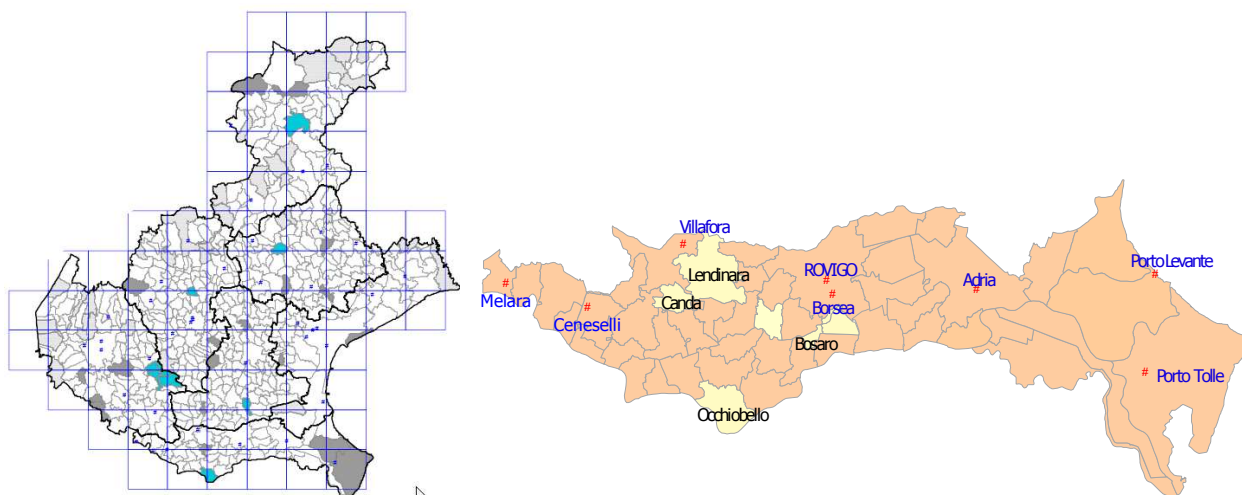 Villafora
Lendinara
ROVIGO
Porto Levante
Melara
Canda
Adria
Ceneselli
Borsea
Bosaro
Porto Tolle
Occhiobello